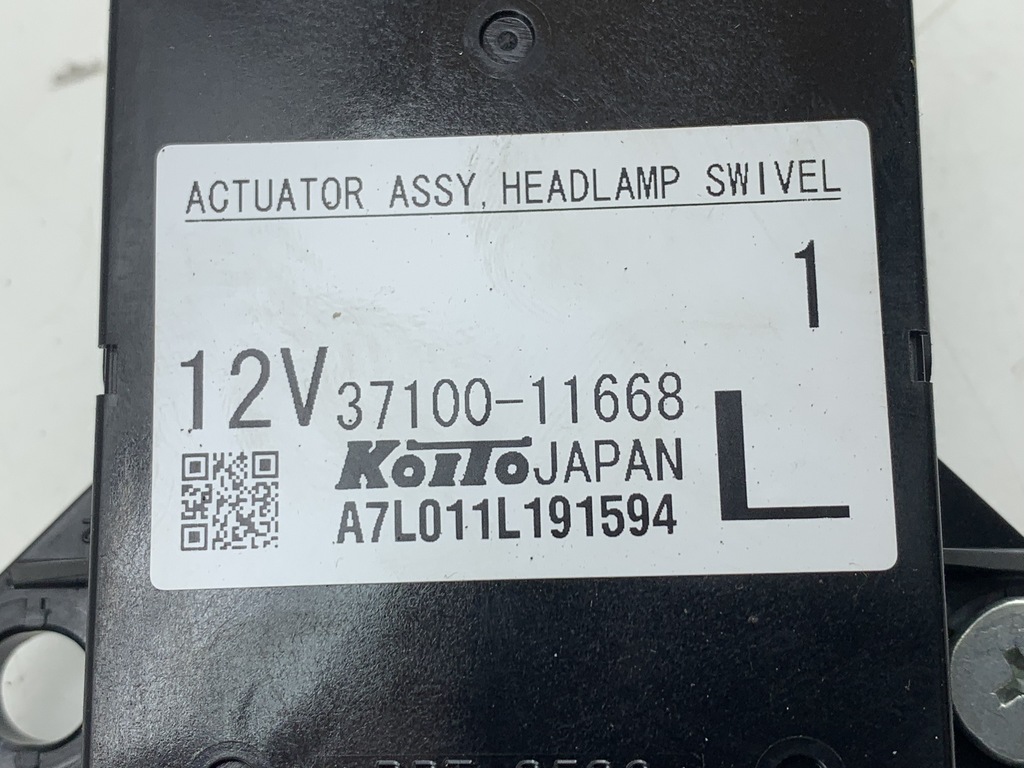 ACTUATOR ASSY, HEADLAMP SWIVEL
1
12V 37100-11668
KOITO JAPAN
A7L011L191594
L